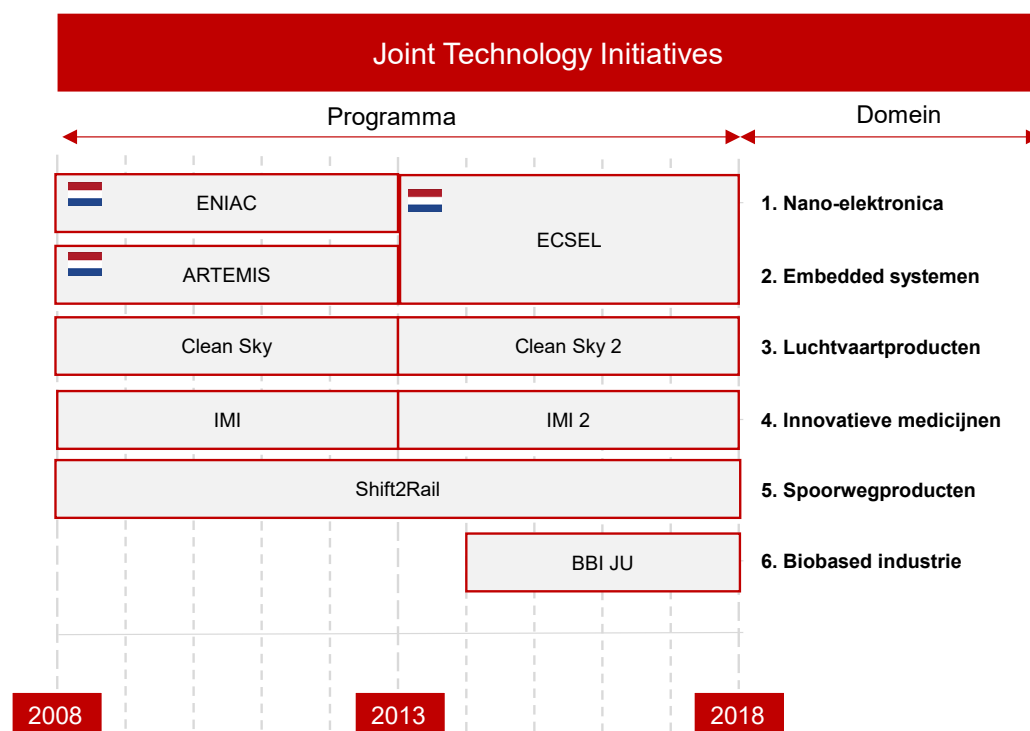 Joint Technology Initiatives
Programma
Domein
ENIAC
ECSEL
1. Nano-elektronica
ARTEMIS
2. Embedded systemen
Clean Sky
Clean Sky 2
3. Luchtvaartproducten
IMI
IMI 2
4. Innovatieve medicijnen
Shift2Rail
5. Spoorwegproducten
BBI JU
6. Biobased industrie
2008
2013
2018